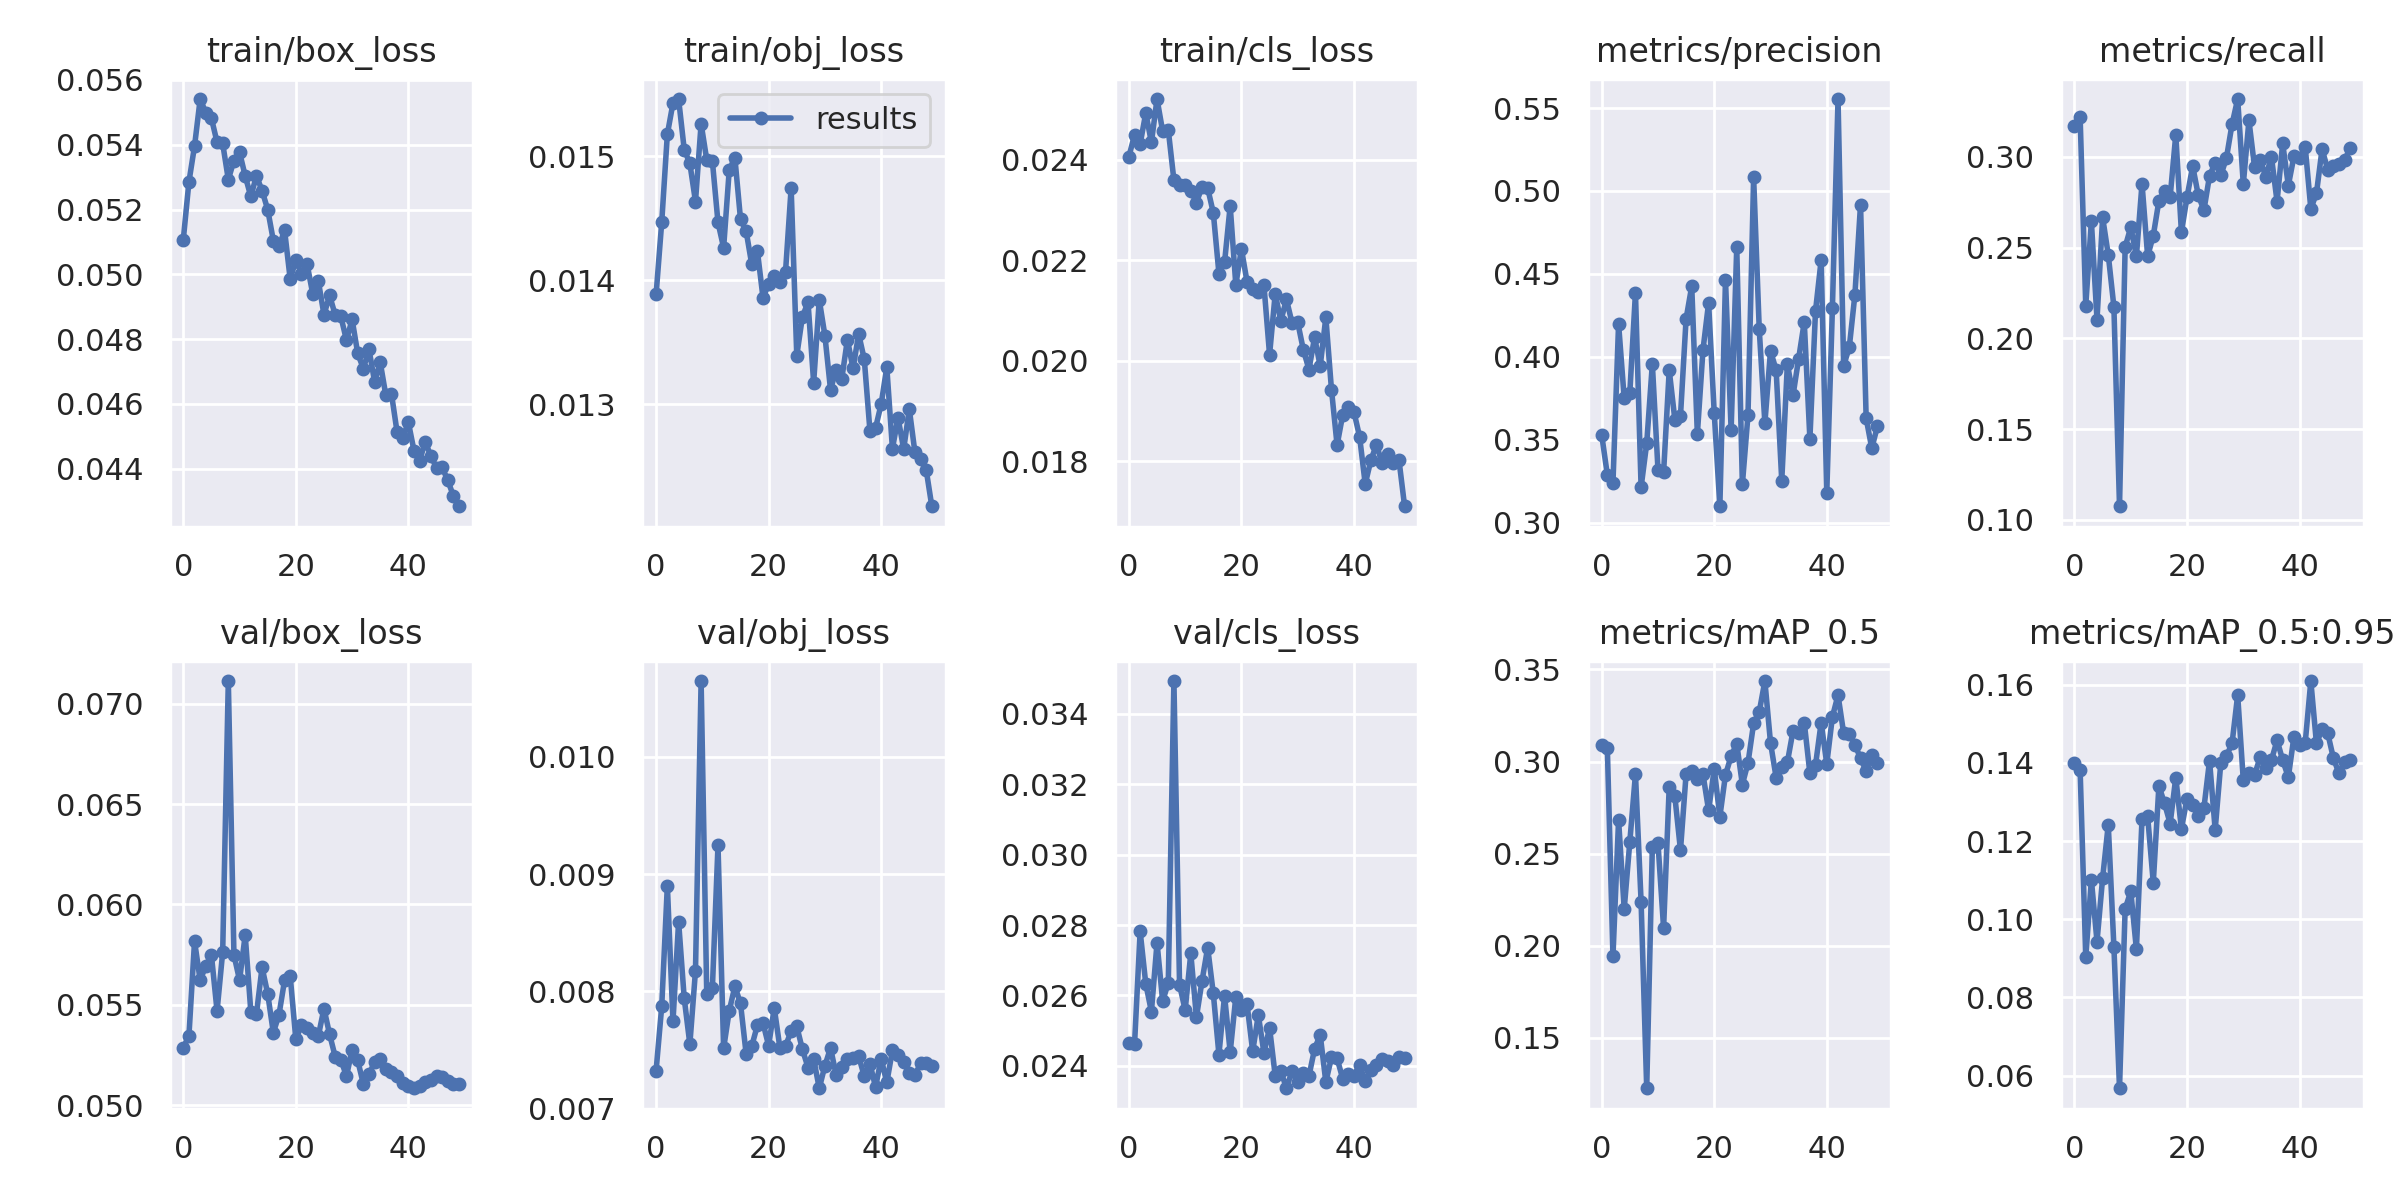 train/box_loss
0.056
0.054
0.052
0.050
0.048
0.046
0.044
0 20 40
train/obj_loss
results
0.015
0.014
0.013
0 20 40
train/cls_loss
0.024
0.022
0.020
0.018
0 20 40
metrics/precision
0.55
0.50
0.45
0.40
0.35
0.30
0 20 40
metrics/recall
0.30
0.25
0.20
0.15
0.10
0 20 40
val/box_loss
0.070
0.065
0.060
0.055
0.050
0 20 40
val/obj_loss
0.010
0.009
0.008
0.007
0 20 40
val/cls_loss
0.034
0.032
0.030
0.028
0.026
0.024
0 20 40
metrics/mAP_0.5
0.35
0.30
0.25
0.20
0.15
0 20 40
metrics/mAP_0.5:0.95
0.16
0.14
0.12
0.10
0.08
0.06
0 20 40